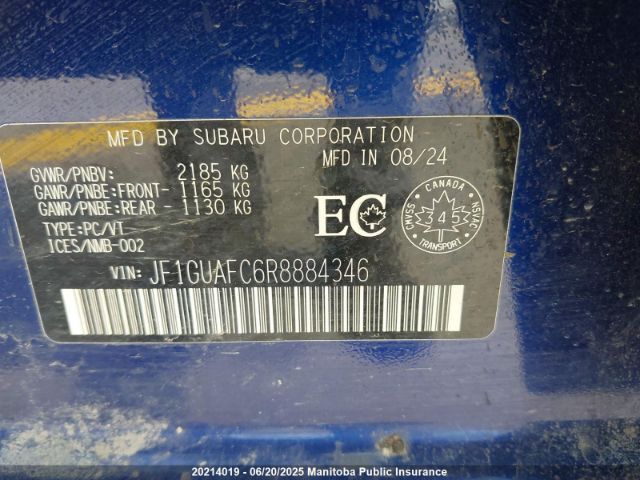 MFD BY SUBARU CORPORATION
MFD IN 08/24
GVWR/PNBV: 2185 KG
GAWR/PNBE:FRONT- 1165 KG
GAWR/PNBE:REAR - 1130 KG
TYPE:PC/VT
ICES/NMB-002
EC
CANADA
CMVSS 345 NSVAC
VIN: JF1GUAFC6R8884346
20214019 - 06/20/2025 Manitoba Public Insurance